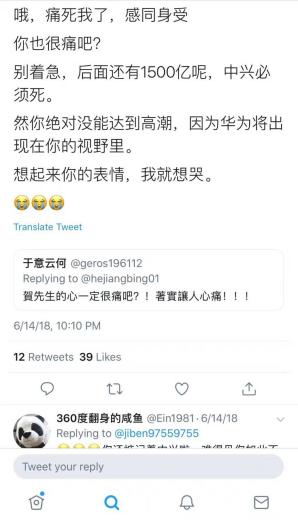 哦，痛死我了，感同身受
你也很痛吧？
别着急，后面还有1500亿呢，中兴必
须死。
然你绝对没能达到高潮，因为华为将出
现在你的视野里。
想起来你的表情，我就想哭。
😭😭😭
Translate Tweet
于意云何 @geros196112
Replying to @hejiangbing01
賀先生的心一定很痛吧？！著實讓人心痛！！！
6/14/18, 10:10 PM
12 Retweets 39 Likes
360度翻身的咸鱼 @Ein1981 · 6/14/18
Replying to @jiben97559755
Tweet your reply